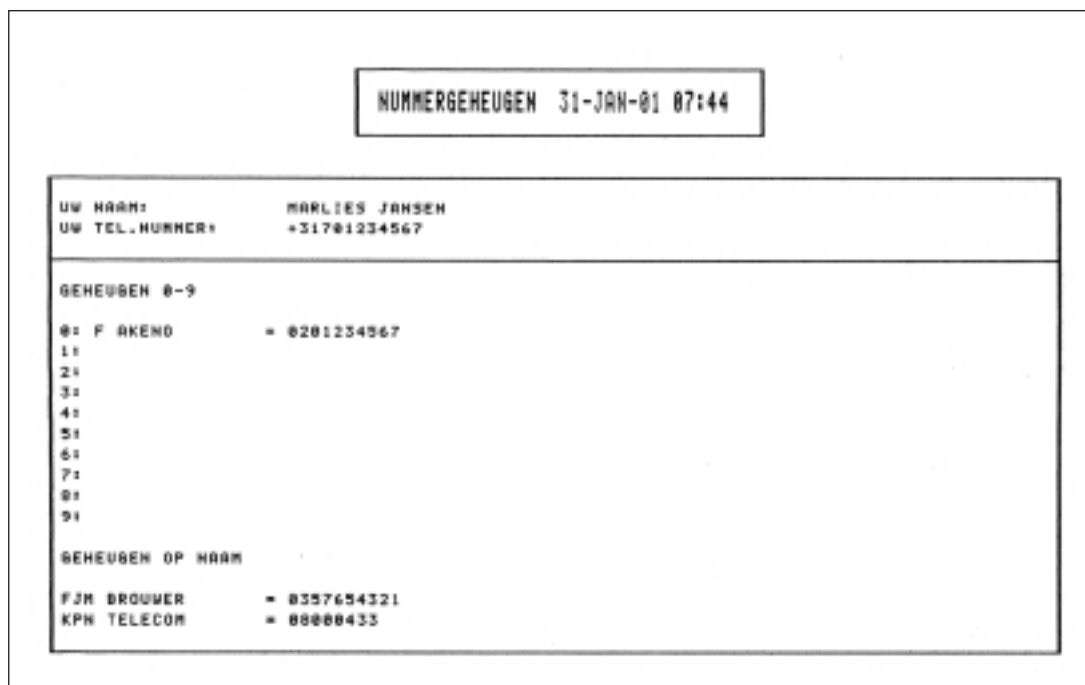 NUMMERGEHEUGEN 31-JAN-01 07:44
UW NAAM: MARLIES JANSEN
UW TEL.NUMMER: +31701234567
GEHEUGEN 0-9
0: F AKEND = 0201234567
1:
2:
3:
4:
5:
6:
7:
8:
9:
GEHEUGEN OP NAAM
FJM BROUWER = 0357654321
KPN TELECOM = 08000433